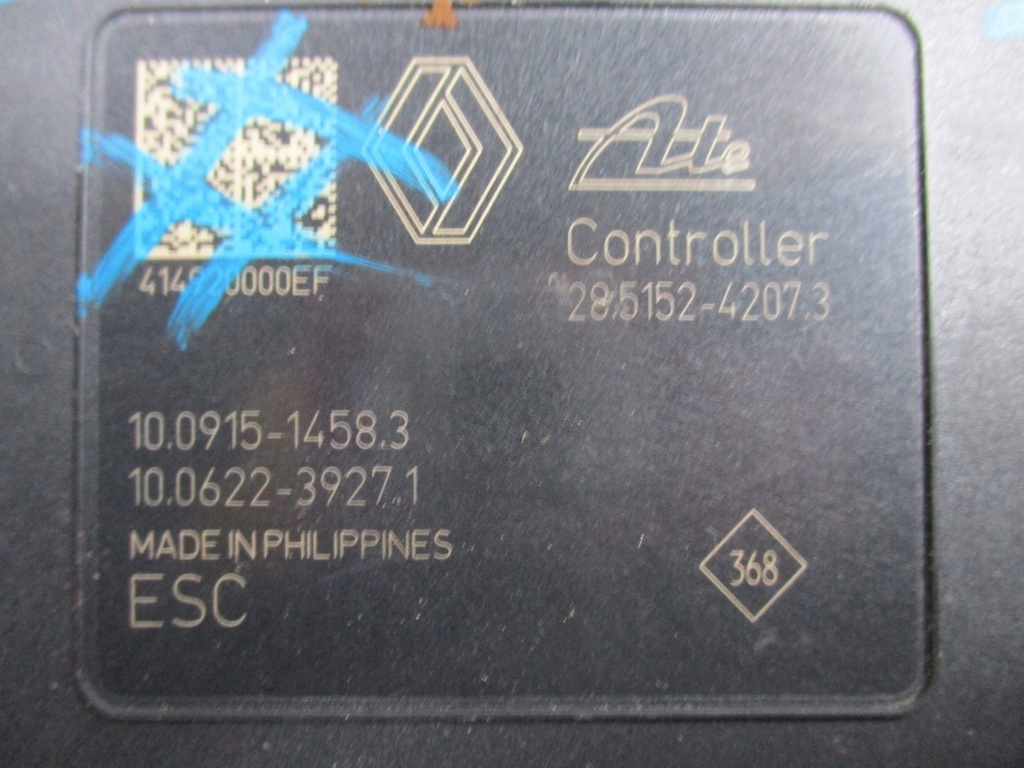 Ate
Controller
28.5152-4207.3
0000EF
10.0915-1458.3
10.0622-3927.1
MADE IN PHILIPPINES
ESC
368